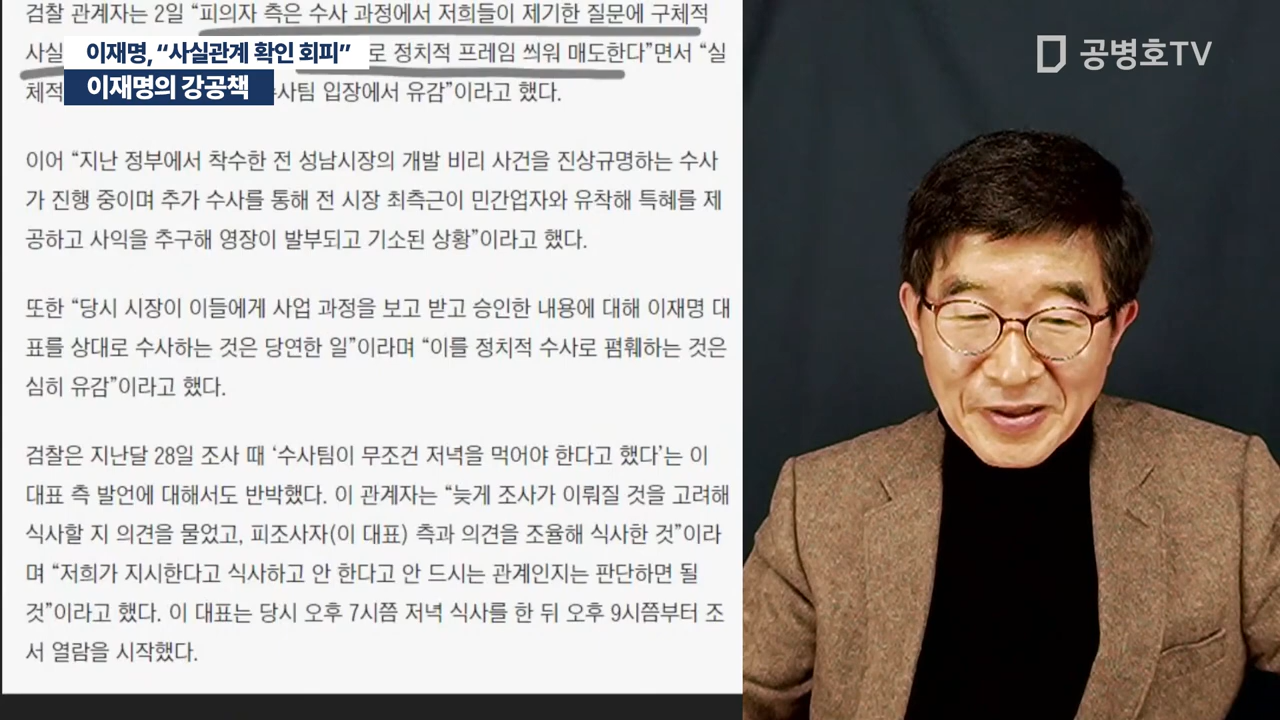 검찰 관계자는 2일 “피의자 측은 수사 과정에서 저희들이 제기한 질문에 구체적
사실
로 정치적 프레임 씌워 매도한다”면서 “실
체적
사팀 입장에서 유감”이라고 했다.
이재명, “사실관계 확인 회피”
이재명의 강공책
공병호TV
이어 “지난 정부에서 착수한 전 성남시장의 개발 비리 사건을 진상규명하는 수사
가 진행 중이며 추가 수사를 통해 전 시장 최측근이 민간업자와 유착해 특혜를 제
공하고 사익을 추구해 영장이 발부되고 기소된 상황”이라고 했다.
또한 “당시 시장이 이들에게 사업 과정을 보고 받고 승인한 내용에 대해 이재명 대
표를 상대로 수사하는 것은 당연한 일”이라며 “이를 정치적 수사로 폄훼하는 것은
심히 유감”이라고 했다.
검찰은 지난달 28일 조사 때 ‘수사팀이 무조건 저녁을 먹어야 한다고 했다’는 이
대표 측 발언에 대해서도 반박했다. 이 관계자는 “늦게 조사가 이뤄질 것을 고려해
식사할 지 의견을 물었고, 피조사자(이 대표) 측과 의견을 조율해 식사한 것”이라
며 “저희가 지시한다고 식사하고 안 한다고 안 드시는 관계인지는 판단하면 될
것”이라고 했다. 이 대표는 당시 오후 7시쯤 저녁 식사를 한 뒤 오후 9시쯤부터 조
서 열람을 시작했다.